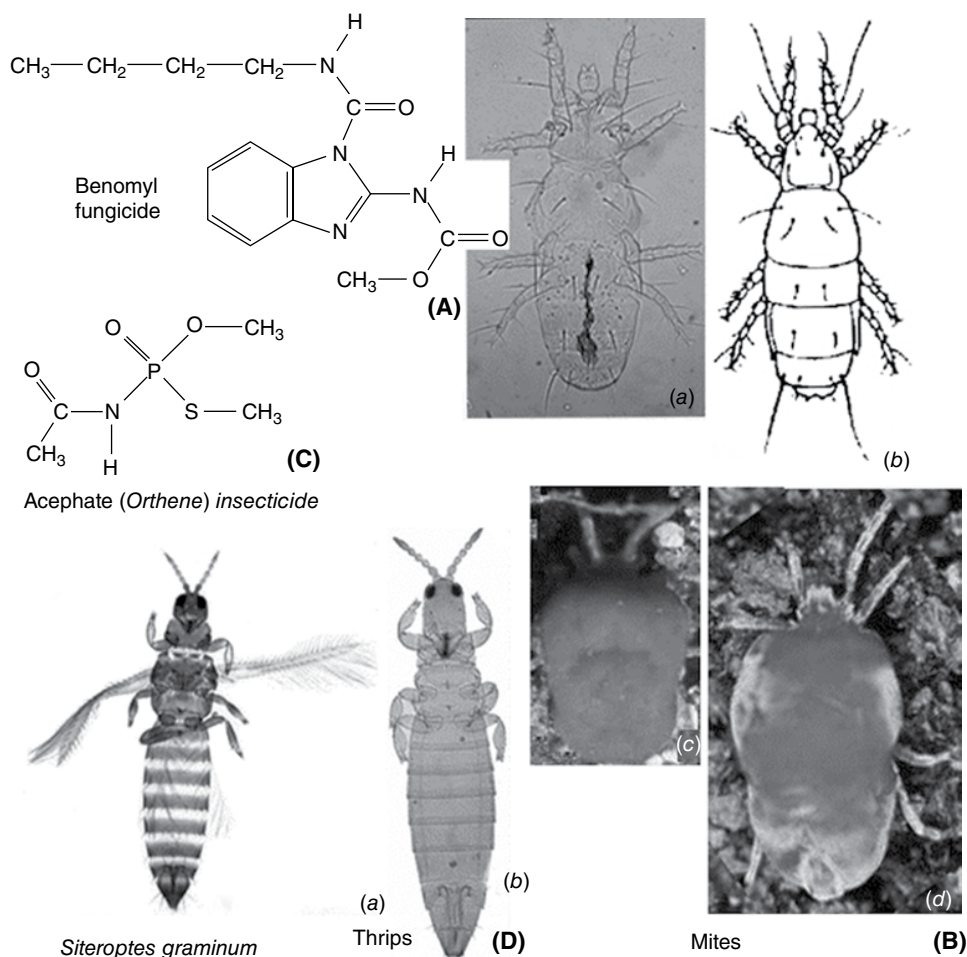 H
CH3 CH2 CH2 CH2 N
C O
N H
N
N C O
CH3 O
Benomyl
fungicide
(A)
(a)
(b)
O O CH3
O P
C N S CH3
CH3 H
(C)
Acephate (Orthene) insecticide
(c)
(d)
(a)
(b)
Siteroptes graminum
Thrips
(D)
Mites
(B)